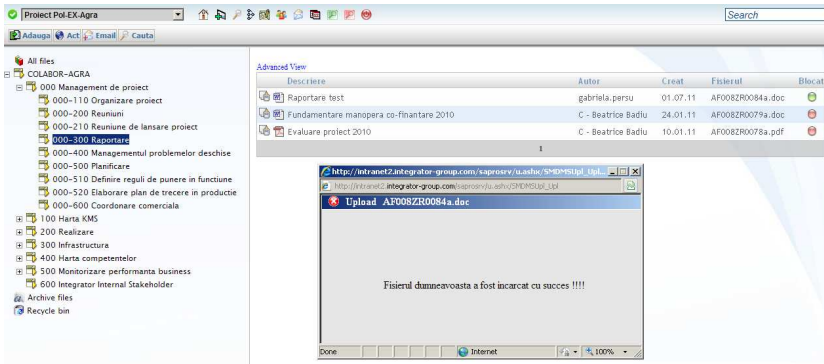 Proiect Pol-EX-Agra
Search
Adauga Act Email Cauta
All files
COLABOR-AGRA
000 Management de proiect
000-110 Organizare proiect
000-200 Reuniuni
000-210 Reuniune de lansare proiect
000-300 Raportare
000-400 Managementul problemelor deschise
000-500 Planificare
000-510 Definire reguli de punere in functiune
000-520 Elaborare plan de trecere in productie
000-600 Coordonare comerciala
100 Harta KMS
200 Realizare
300 Infrastructura
400 Harta competentelor
500 Monitorizare performanta business
600 Integrator Internal Stakeholder
Archive files
Recycle bin
Advanced View
Descriere Autor Creat Fisierul Blocat
Raportare test gabriela.persu 01.07.11 AF008ZR0084a.doc
Fundamentare manopera co-finantare 2010 C - Beatrice Badiu 24.01.11 AF008ZR0079a.doc
Evaluare proiect 2010 C - Beatrice Badiu 10.01.11 AF008ZR0078a.pdf
1
http://intranet2.integrator-group.com/saprosrv/u.ashx/SMDMSUpl_Upl...
http://intranet2.integrator-group.com/saprosrv/u.ashx/SMDMSUpl_Upl
Upload AF008ZR0084a.doc
Fisierul dumneavoasta a fost incarcat cu succes !!!!
Done Internet 100%